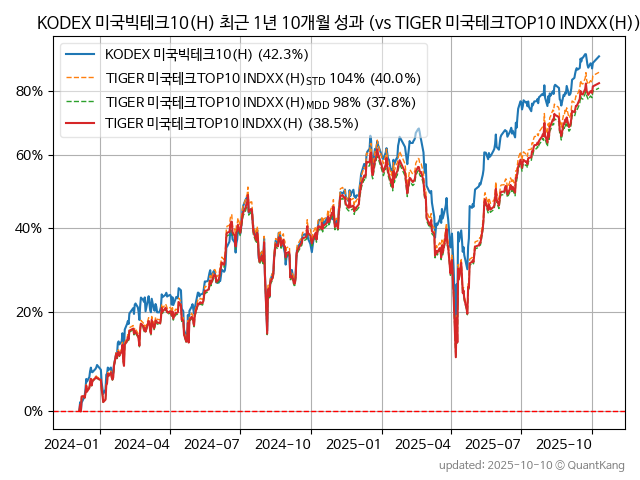 KODEX 미국빅테크10(H) 최근 1년 10개월 성과 (vs TIGER 미국테크TOP10 INDXX(H))
KODEX 미국빅테크10(H) (42.3%)
TIGER 미국테크TOP10 INDXX(H)STD 104% (40.0%)
TIGER 미국테크TOP10 INDXX(H)MDD 98% (37.8%)
TIGER 미국테크TOP10 INDXX(H) (38.5%)
80%
60%
40%
20%
0%
2024-01 2024-04 2024-07 2024-10 2025-01 2025-04 2025-07 2025-10
updated: 2025-10-10 © QuantKang